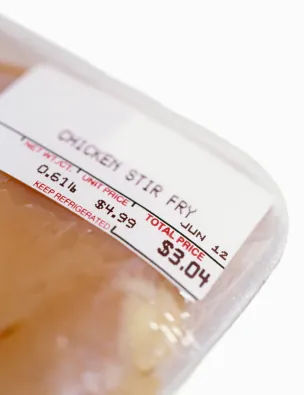 CHICKEN STIR FRY
JUN 12
NET WT./CT. UNIT PRICE TOTAL PRICE
0.61lb $4.99 $3.04
KEEP REFRIGERATED